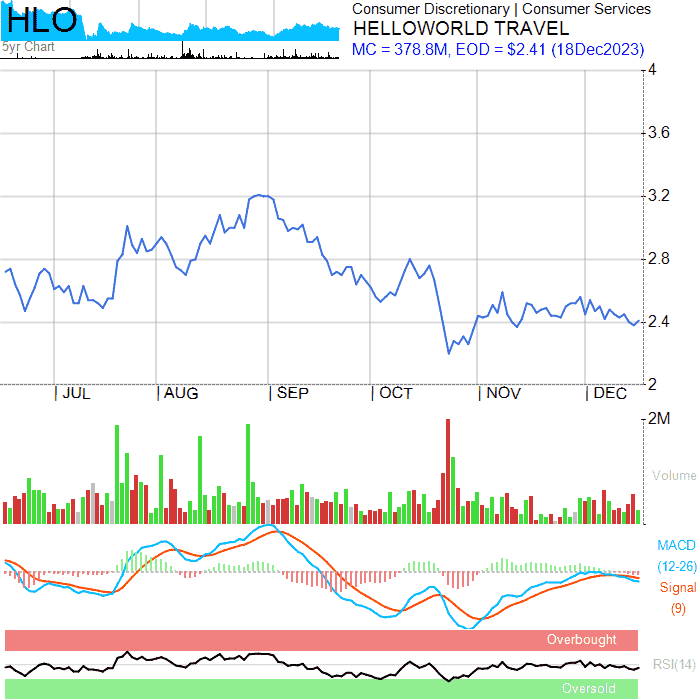 HLO
5yr Chart
Consumer Discretionary | Consumer Services
HELLOWORLD TRAVEL
MC = 378.8M, EOD = $2.41 (18Dec2023)
4
3.6
3.2
2.8
2.4
2
| JUL | AUG | SEP | OCT | NOV | DEC
2M
Volume
MACD
(12-26)
Signal
(9)
Overbought
RSI(14)
Oversold